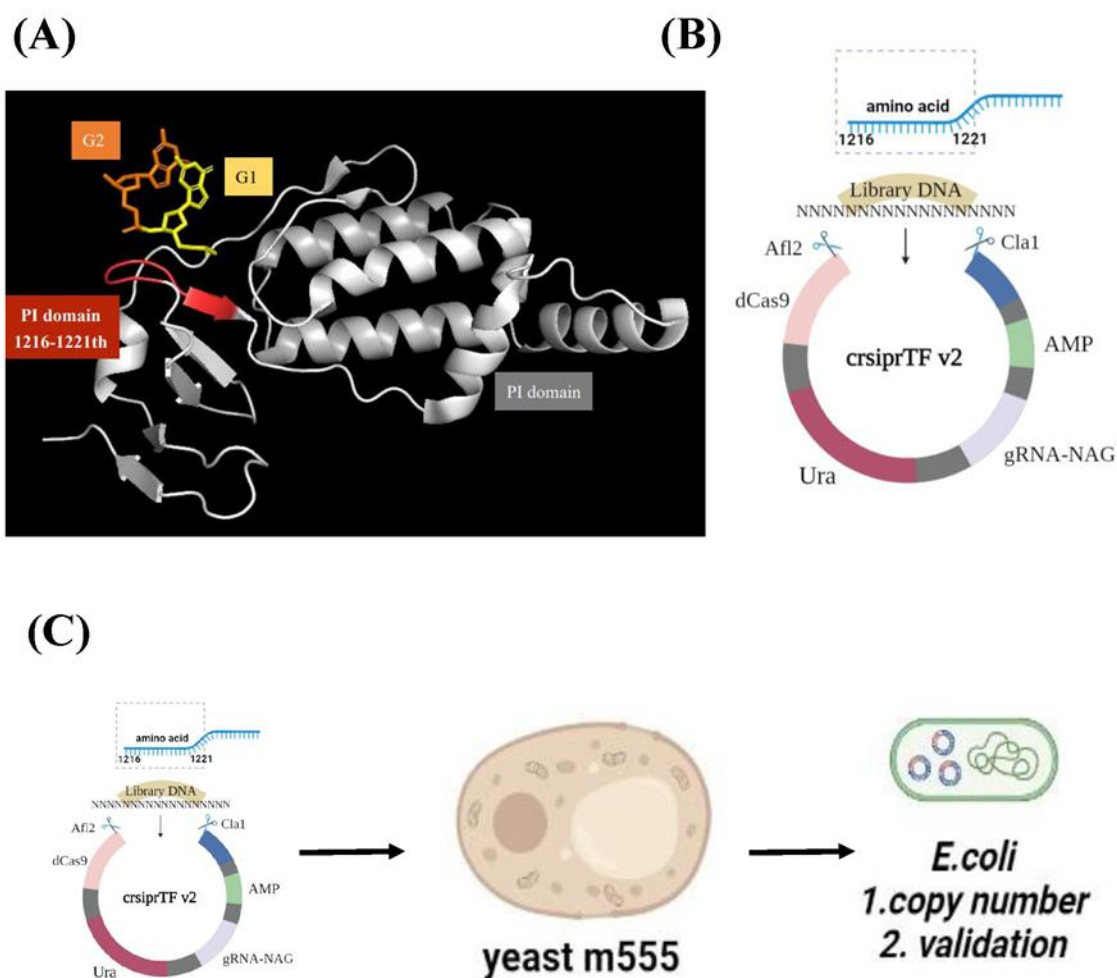 (A)
G2
G1
PI domain
1216-1221th
PI domain
(B)
amino acid
1216
1221
Library DNA
NNNNNNNNNNNNNNNNNN
Afl2
Cla1
dCas9
AMP
crsiprTF v2
gRNA-NAG
Ura
(C)
amino acid
1216
1221
Library DNA
NNNNNNNNNNNNNNNNNN
Afl2
Cla1
dCas9
AMP
crsiprTF v2
gRNA-NAG
Ura
yeast m555
E.coli
1.copy number
2. validation